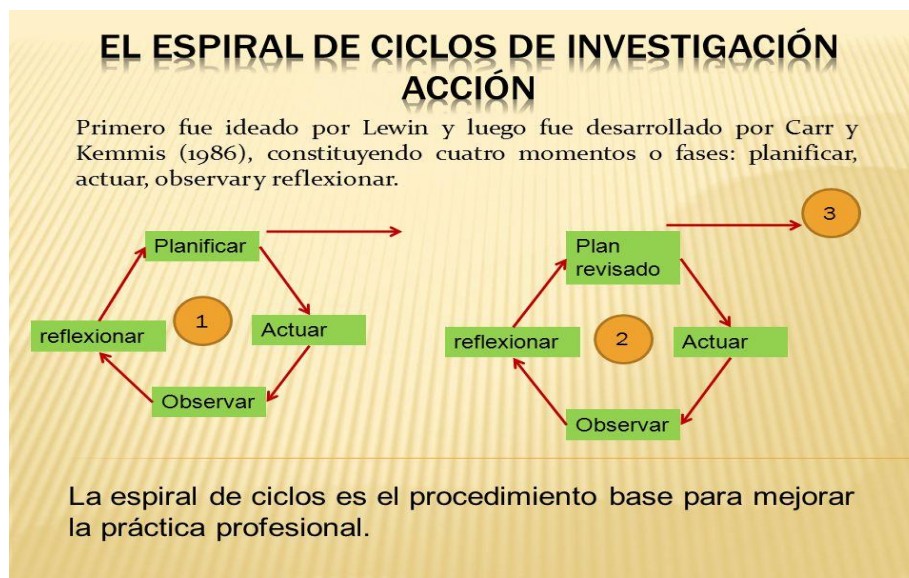 EL ESPIRAL DE CICLOS DE INVESTIGACIÓN
ACCIÓN
Primero fue ideado por Lewin y luego fue desarrollado por Carr y
Kemmis (1986), constituyendo cuatro momentos o fases: planificar,
actuar, observar y reflexionar.
3
Planificar
Plan
revisado
1
reflexionar
Actuar
2
reflexionar
Actuar
Observar
Observar
La espiral de ciclos es el procedimiento base para mejorar
la práctica profesional.